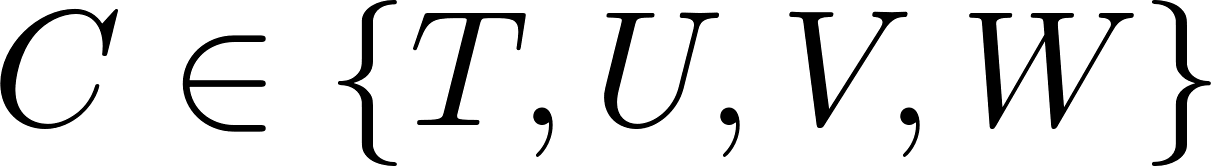 C ∈ {T, U, V, W}